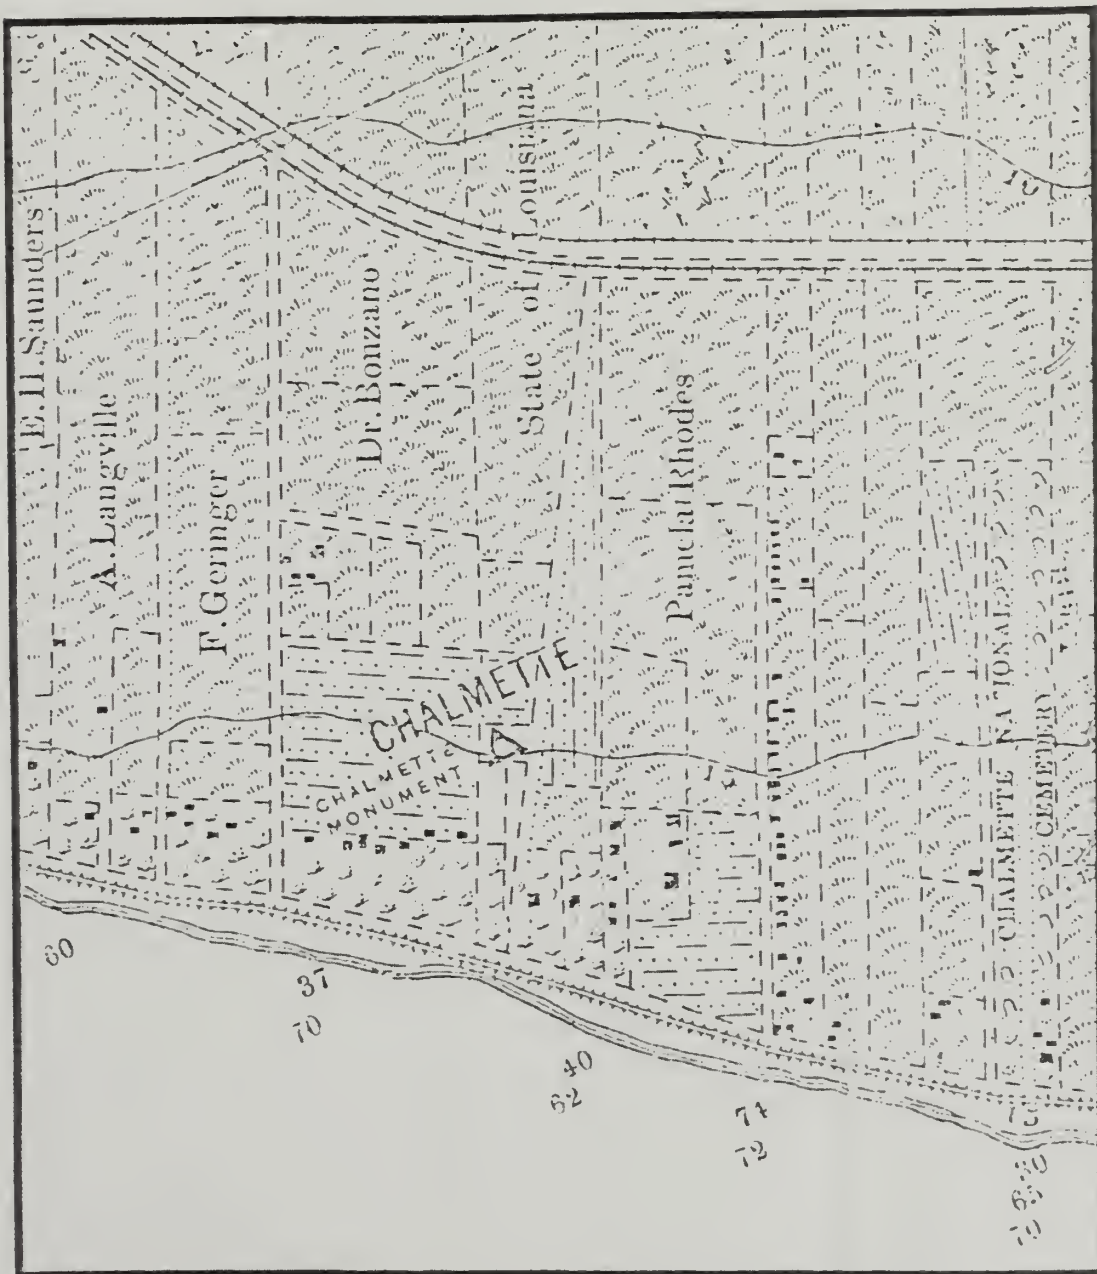 E. H Saunders
A. Langville
F. Geringer
Dr. Bonzano
State of Louisiana
Pamela Rhodes
CHALMETTE
CHALMETTE
MONUMENT
CHALMETTE NATIONAL
CEMETERY
60
37
70
40
62
74
72